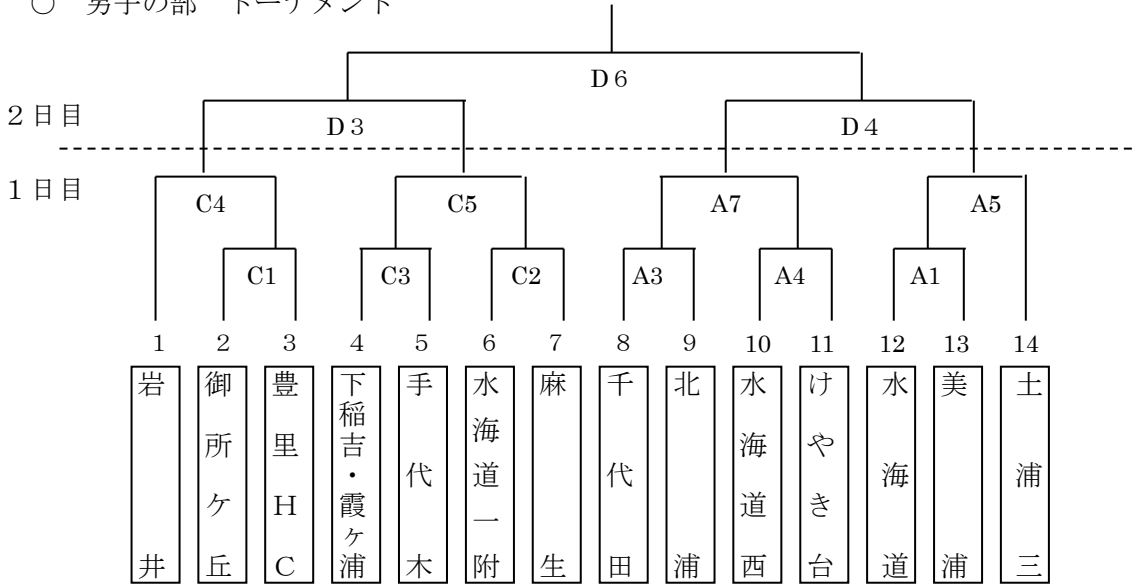 ○ 男子の部 トーナメント
D6
2日目
D3 D4
1日目
C4 C5 A7 A5
C1 C3 C2 A3 A4 A1
1 2 3 4 5 6 7 8 9 10 11 12 13 14
岩井
御所ケ丘
豊里HC
下稲吉・霞ヶ浦
手代木
水海道一附
麻生
千代田
北浦
水海道西
けやき台
水海道
美浦
土浦三